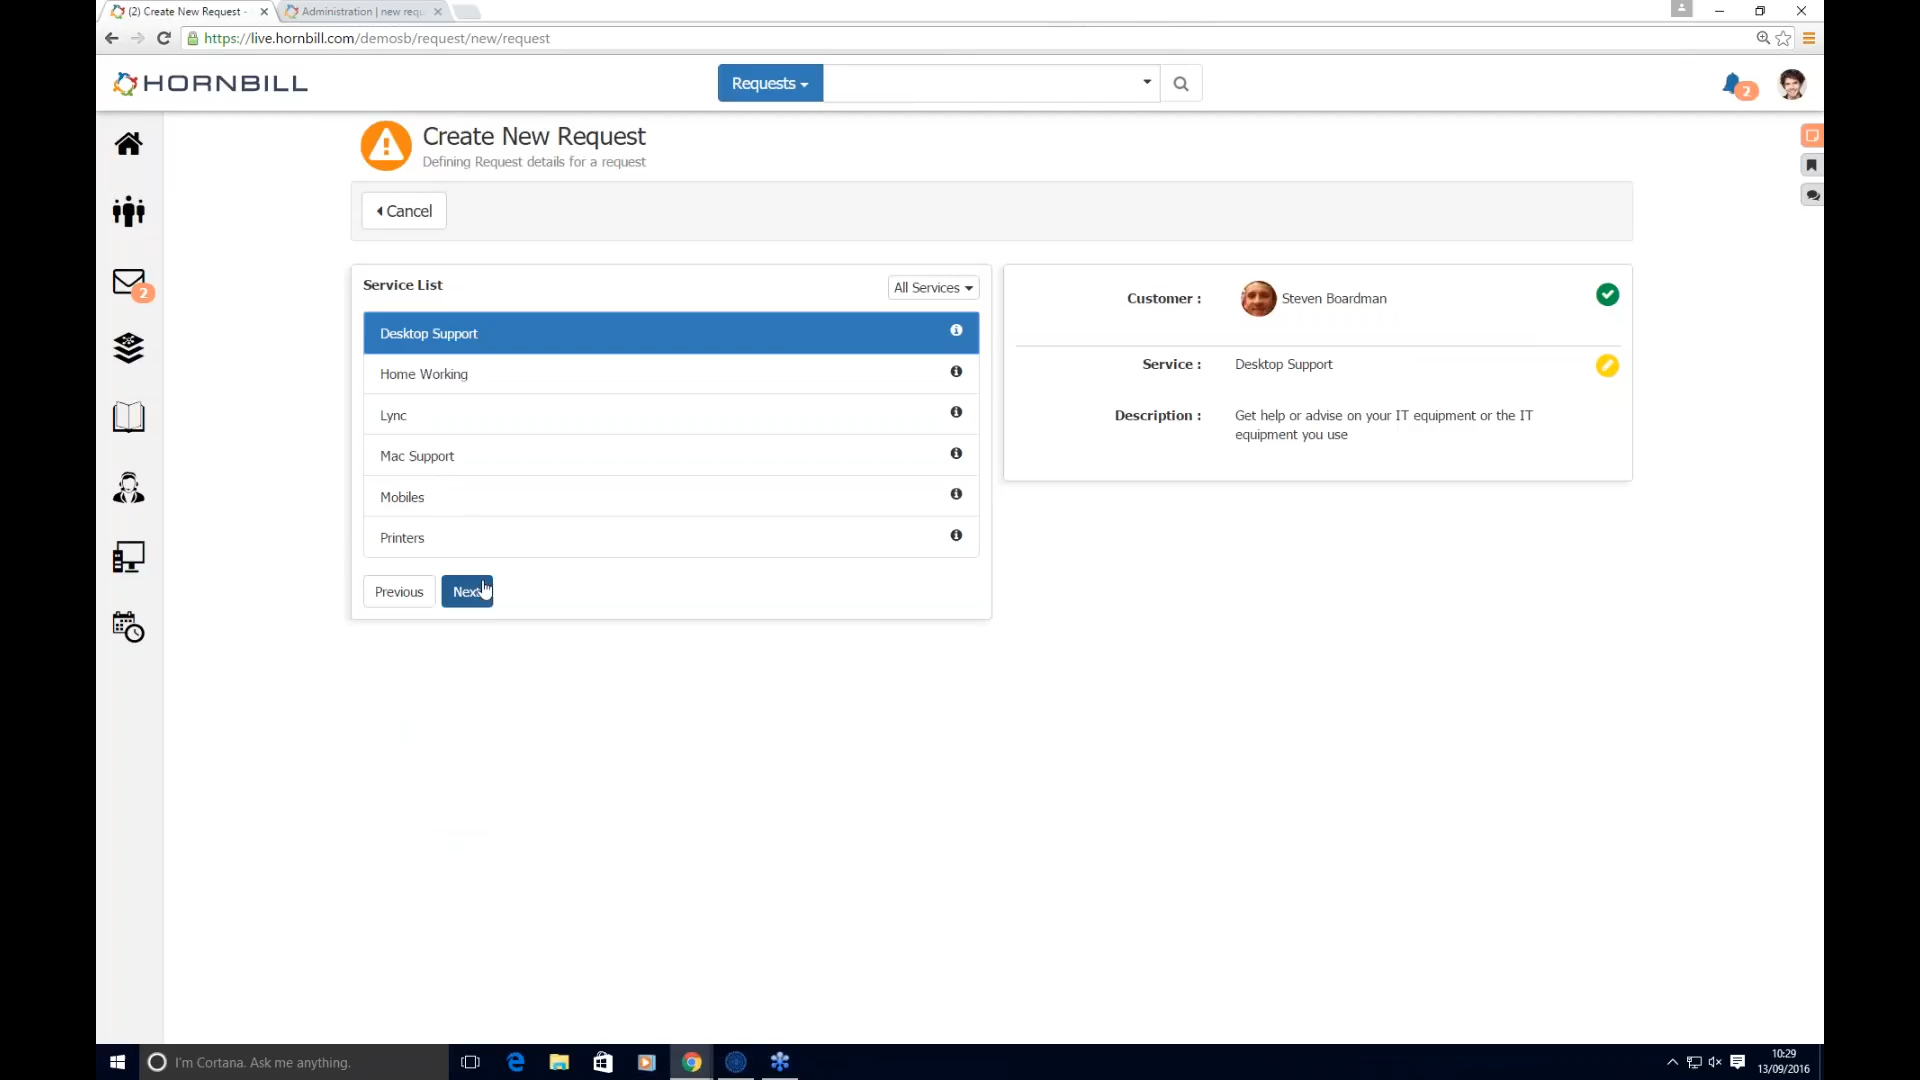 (2) Create New Request -
Administration | new requ
https://live.hornbill.com/demosb/request/new/request
HORNBILL
Requests
2
Create New Request
Defining Request details for a request
Cancel
2
Service List
All Services
Desktop Support
Home Working
Lync
Mac Support
Mobiles
Printers
Previous
Next
Customer :
Steven Boardman
Service :
Desktop Support
Description :
Get help or advise on your IT equipment or the IT
equipment you use
I'm Cortana. Ask me anything.
10:29
13/09/2016